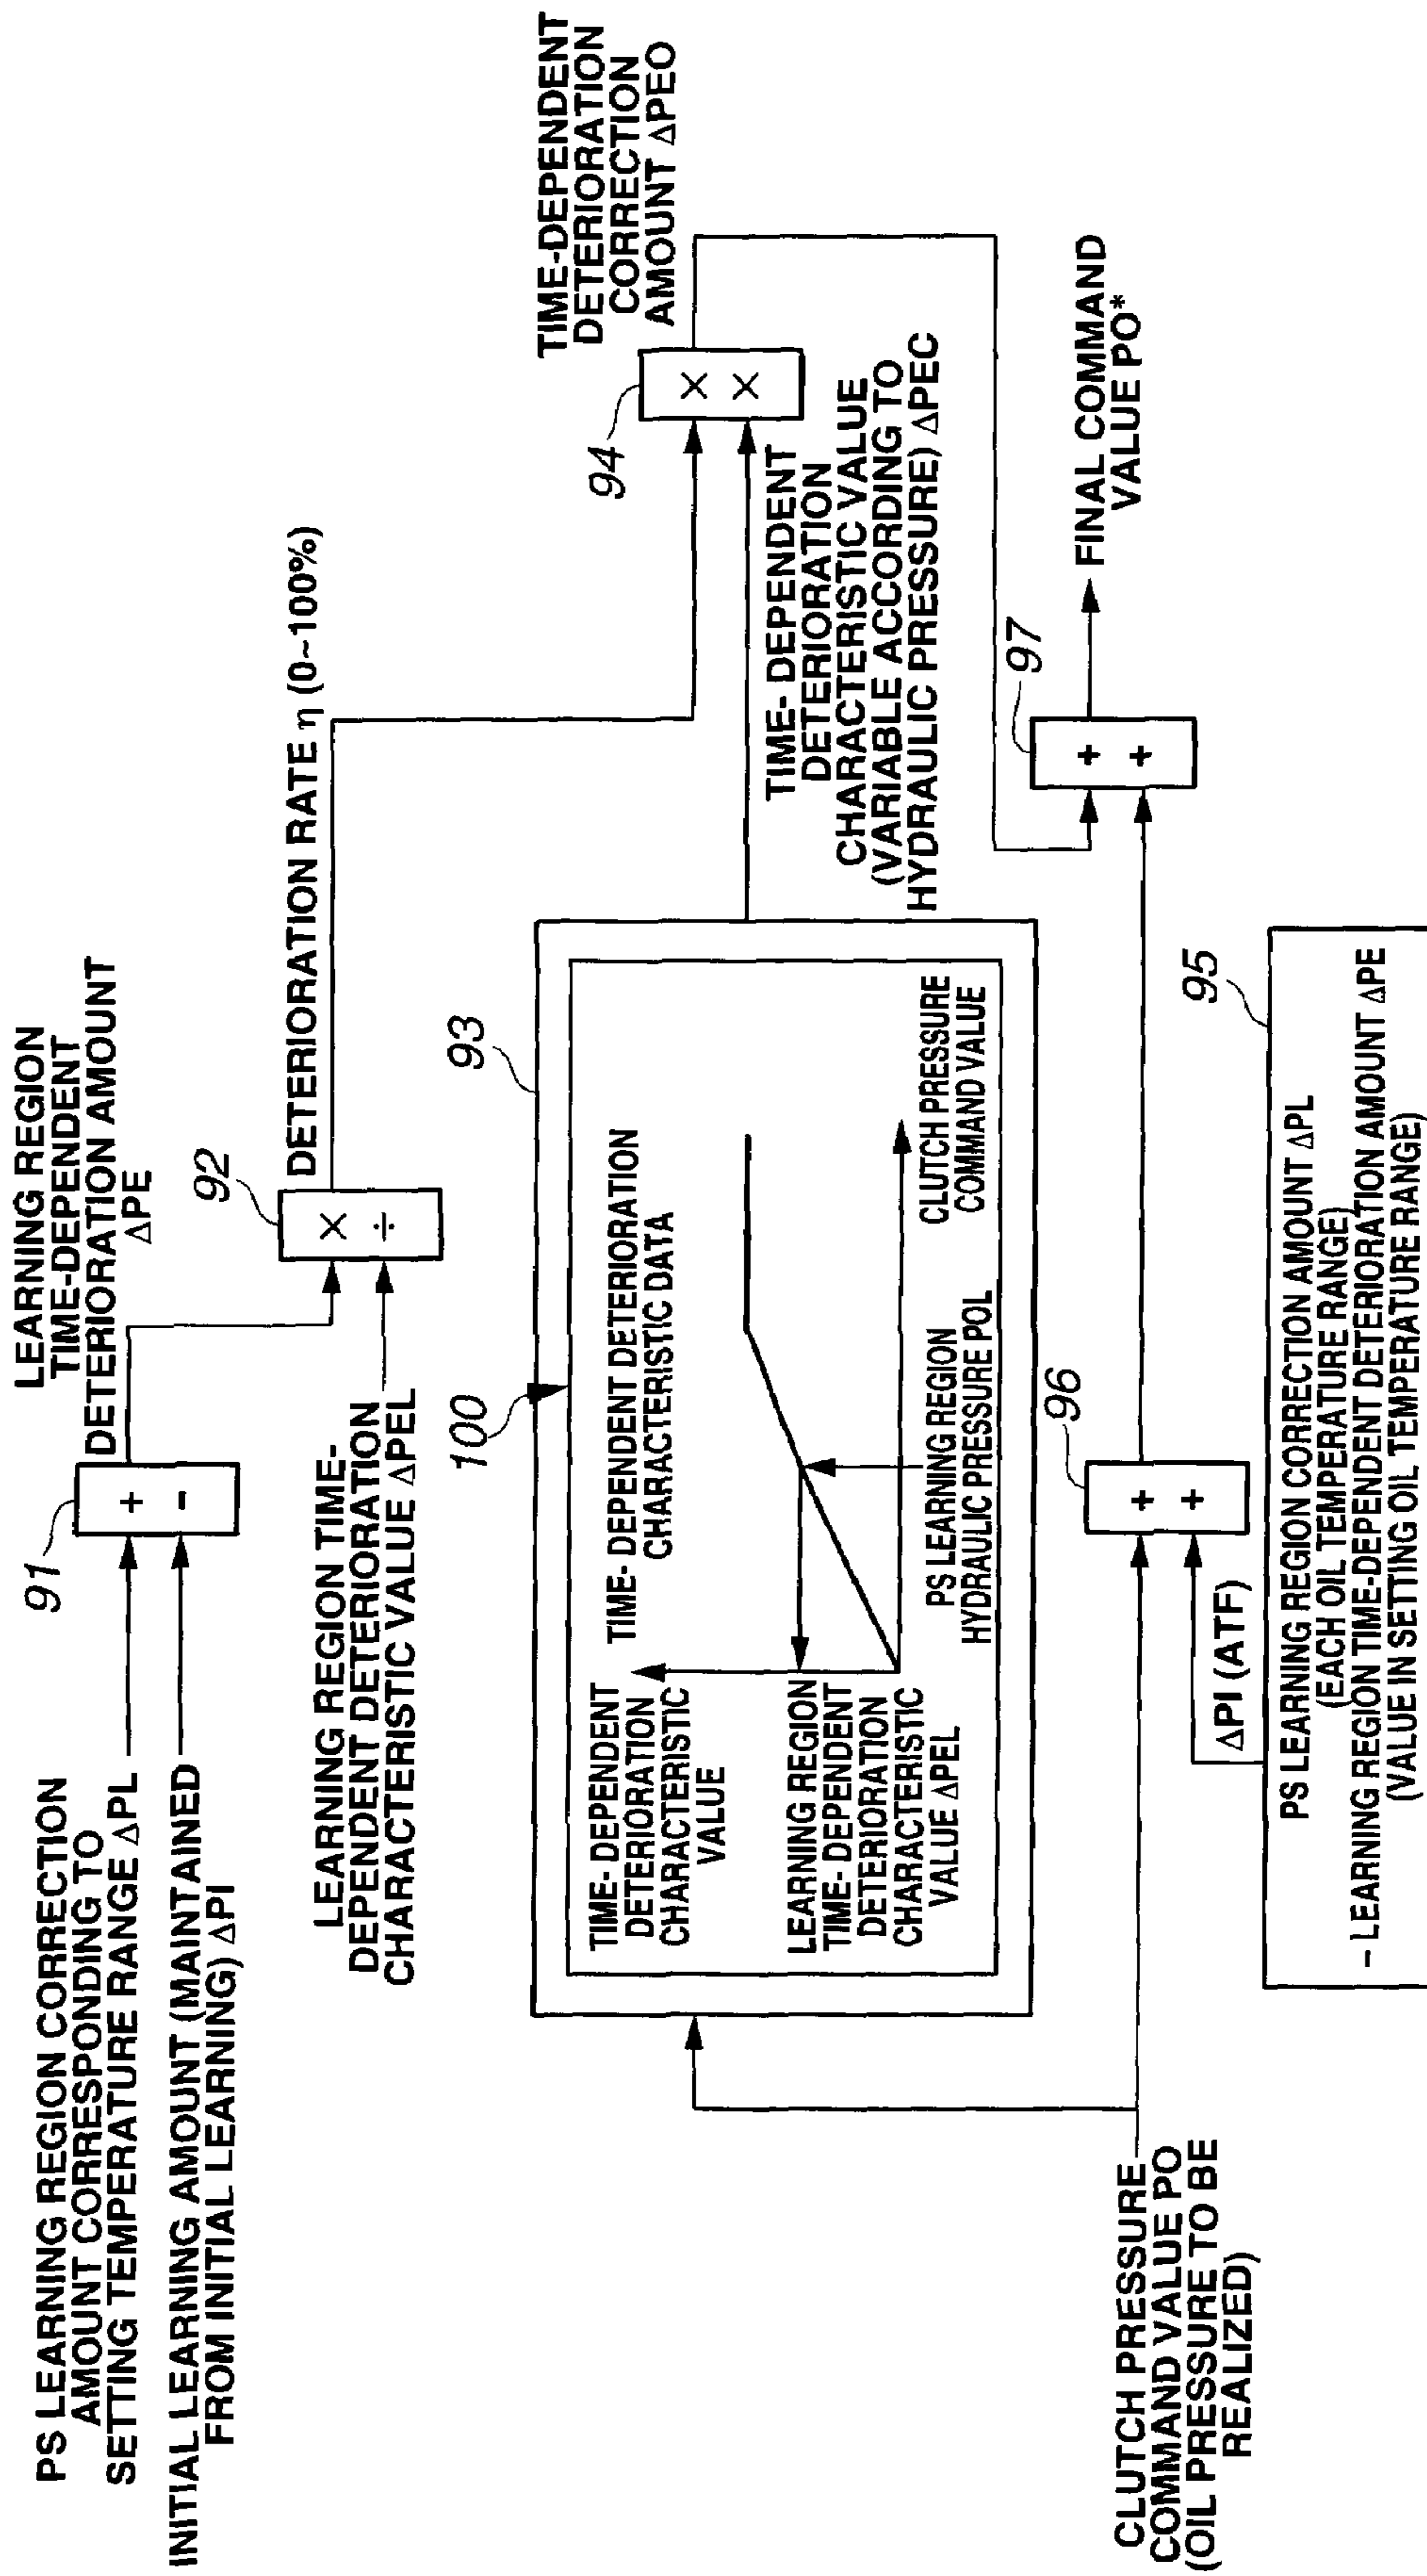 PS LEARNING REGION CORRECTION
AMOUNT CORRESPONDING TO
SETTING TEMPERATURE RANGE ΔPL
INITIAL LEARNING AMOUNT (MAINTAINED
FROM INITIAL LEARNING) ΔPI
91
+
-
LEARNING REGION
TIME-DEPENDENT
DETERIORATION AMOUNT
ΔPE
LEARNING REGION TIME-
DEPENDENT DETERIORATION
CHARACTERISTIC VALUE ΔPEL
92
×
÷
DETERIORATION RATE η (0~100%)
100
93
TIME- DEPENDENT
DETERIORATION
CHARACTERISTIC
VALUE
TIME- DEPENDENT DETERIORATION
CHARACTERISTIC DATA
LEARNING REGION
TIME- DEPENDENT
DETERIORATION
CHARACTERISTIC
VALUE ΔPEL
PS LEARNING REGION
HYDRAULIC PRESSURE POL
CLUTCH PRESSURE
COMMAND VALUE
TIME- DEPENDENT
DETERIORATION
CHARACTERISTIC VALUE
(VARIABLE ACCORDING TO
HYDRAULIC PRESSURE) ΔPEC
94
×
×
TIME-DEPENDENT
DETERIORATION
CORRECTION
AMOUNT ΔPEO
CLUTCH PRESSURE
COMMAND VALUE PO
(OIL PRESSURE TO BE
REALIZED)
96
+
+
ΔPI (ATF)
97
+
+
FINAL COMMAND
VALUE PO*
95
PS LEARNING REGION CORRECTION AMOUNT ΔPL
(EACH OIL TEMPERATURE RANGE)
– LEARNING REGION TIME-DEPENDENT DETERIORATION AMOUNT ΔPE
(VALUE IN SETTING OIL TEMPERATURE RANGE)